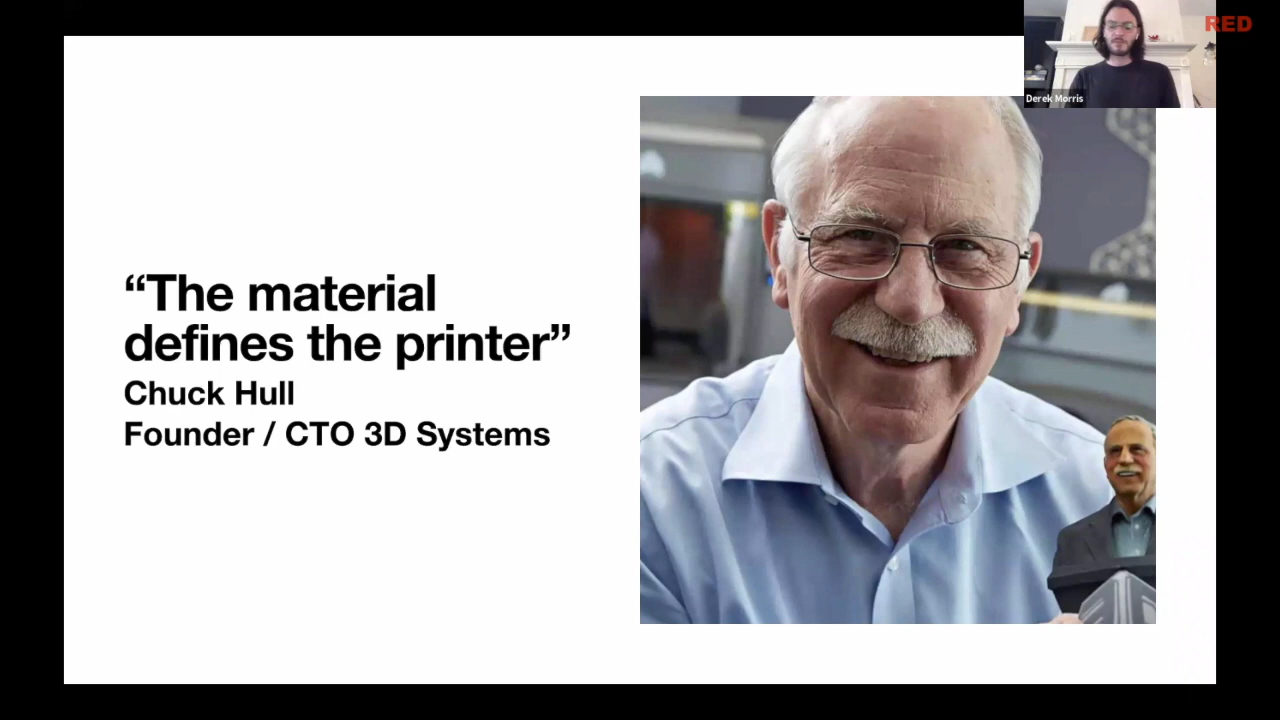 RED
Derek Morris
“The material
defines the printer”
Chuck Hull
Founder / CTO 3D Systems